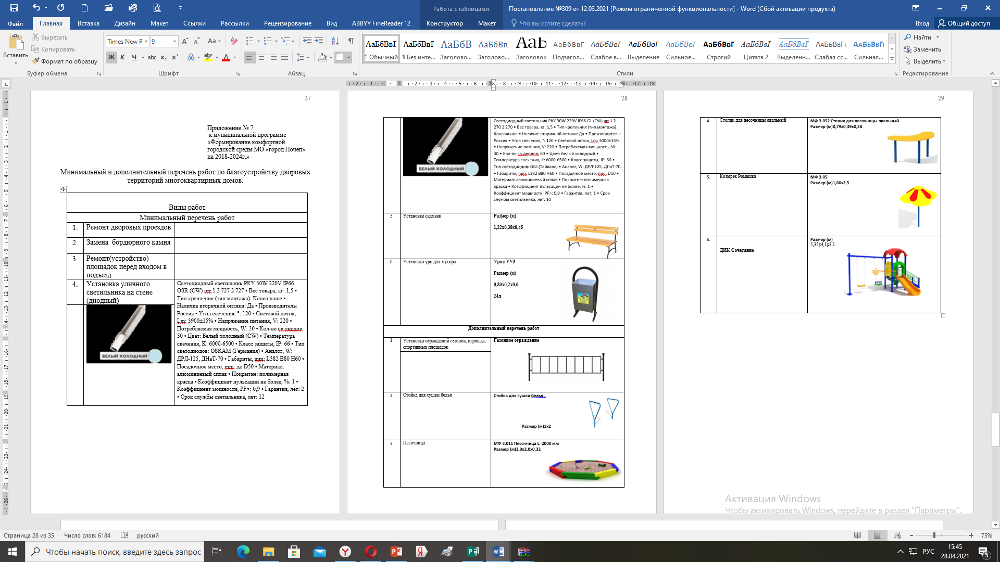 Работа с таблицами
Постановление №309 от 12.03.2021 [Режим ограниченной функциональности] - Word (Сбой активации продукта)
Файл
Главная
Вставка
Дизайн
Макет
Ссылки
Рассылки
Рецензирование
Вид
ABBYY FineReader 12
Конструктор
Макет
Что вы хотите сделать?
Вход
Общий доступ
Вставить
Вырезать
Копировать
Формат по образцу
Буфер обмена
Times New R
9
Шрифт
Абзац
АаБбВвІ
¶ Обычный
АаБбВвІ
¶ Без инте...
АаБбВ
Заголово...
АаБбВ
Заголово...
АаЬ
Заголовок
АаБбВвГ
Подзагол...
АаБбВвГ
Слабое в...
АаБбВвГ
Выделение
АаБбВвГ
Сильное...
АаБбВвГ
Строгий
АаБбВвІ
Цитата 2
АаБбВвІ
Выделенн...
АаБбВвГ
Слабая сс...
АаБбВвГ
Сильная...
Стили
Найти
Заменить
Выделить
Редактирование
27
Приложение № 7
к муниципальной программе
«Формирование комфортной
городской среды МО «город Почеп»
на 2018-2024г.»
Минимальный и дополнительный перечень работ по благоустройству дворовых
территорий многоквартирных домов.
Виды работ
Минимальный перечень работ
1. Ремонт дворовых проездов
2. Замена бордюрного камня
3. Ремонт(устройство)
площадок перед входом в
подъезд
4. Установка уличного
светильника на стене
(диодный)
БЕЛЫЙ ХОЛОДНЫЙ
Светодиодный светильник РКУ 30W 220V IP66
OSR (CW) шт 1 2 727 2 727 • Вес товара, кг: 1,5 •
Тип крепления (тип монтажа): Консольное •
Наличие вторичной оптики: Да • Производитель:
Россия • Угол свечения, °: 120 • Световой поток,
Lm: 3900±15% • Напряжение питания, V: 220 •
Потребляемая мощность, W: 30 • Кол-во св.диодов:
30 • Цвет: Белый холодный (CW) • Температура
свечения, K: 6000-6500 • Класс защиты, IP: 66 • Тип
светодиодов: OSRAM (Германия) • Аналог, W:
ДРЛ-125, ДНаТ-70 • Габариты, mm: L382 B80 H60 •
Посадочное место, mm: до D50 • Материал:
алюминиевый сплав • Покрытие: полимерная
краска • Коэффициент пульсации не более, %: 1 •
Коэффициент мощности, PF>: 0,9 • Гарантия, лет: 2
• Срок службы светильника, лет: 12
28
БЕЛЫЙ ХОЛОДНЫЙ
Светодиодный светильник РКУ 30W 220V IP66 GL (CW) шт 1 2
270 2 270 • Вес товара, кг: 1,5 • Тип крепления (тип монтажа):
Консольное • Наличие вторичной оптики: Да • Производитель:
Россия • Угол свечения, °: 120 • Световой поток, Lm: 3000±15%
• Напряжение питания, V: 220 • Потребляемая мощность, W:
30 • Кол-во св.диодов: 60 • Цвет: белый холодный •
Температура свечения, K: 6000-6500 • Класс защиты, IP: 66 •
Тип светодиодов: GILI (Тайвань) • Аналог, W: ДРЛ-125, ДНаТ-70
• Габариты, mm: L382 B80 H60 • Посадочное место, mm: D50 •
Материал: алюминиевый сплав • Покрытие: полимерная
краска • Коэффициент пульсации не более, %: 1 •
Коэффициент мощности, PF>: 0,9 • Гарантия, лет: 1 • Срок
службы светильника, лет: 10
5. Установка скамеек
Размер (м)
1,22х0,38х0,45
6. Установка урн для мусора
Урна УУ3
Размер (м)
0,33х0,2х0,6,
24л
Дополнительный перечень работ
1. Установка ограждений газонов, игровых,
спортивных площадок
Газонное ограждение
2. Стойка для сушки белья
Стойка для сушки белья
Размер (м)1х2
3. Песочница
МФ 3.011 Песочница L=2000 мм
Размер (м)2,0х2,0х0,32
29
4. Столик для песочницы овальный
МФ 3.052 Столик для песочницы овальный
Размер (м)0,79х0,39х0,38
5. Козырек Ромашка
МФ 3.05
Размер (м)1,66х2,5
6.
ДИК Сочетание
Размер (м)
5,35х4,1х3,1
Активация Windows
Чтобы активировать Windows, перейдите в раздел "Параметры".
Страница 28 из 35
Число слов: 6184
русский
75%
Чтобы начать поиск, введите здесь запрос
РУС
15:45
28.04.2021
5